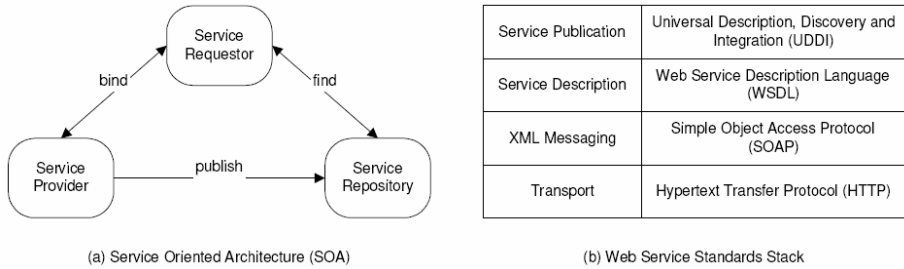 Service
Requestor
bind
find
Service
Provider
publish
Service
Repository
(a) Service Oriented Architecture (SOA)
Service Publication
Universal Description, Discovery and
Integration (UDDI)
Service Description
Web Service Description Language
(WSDL)
XML Messaging
Simple Object Access Protocol
(SOAP)
Transport
Hypertext Transfer Protocol (HTTP)
(b) Web Service Standards Stack